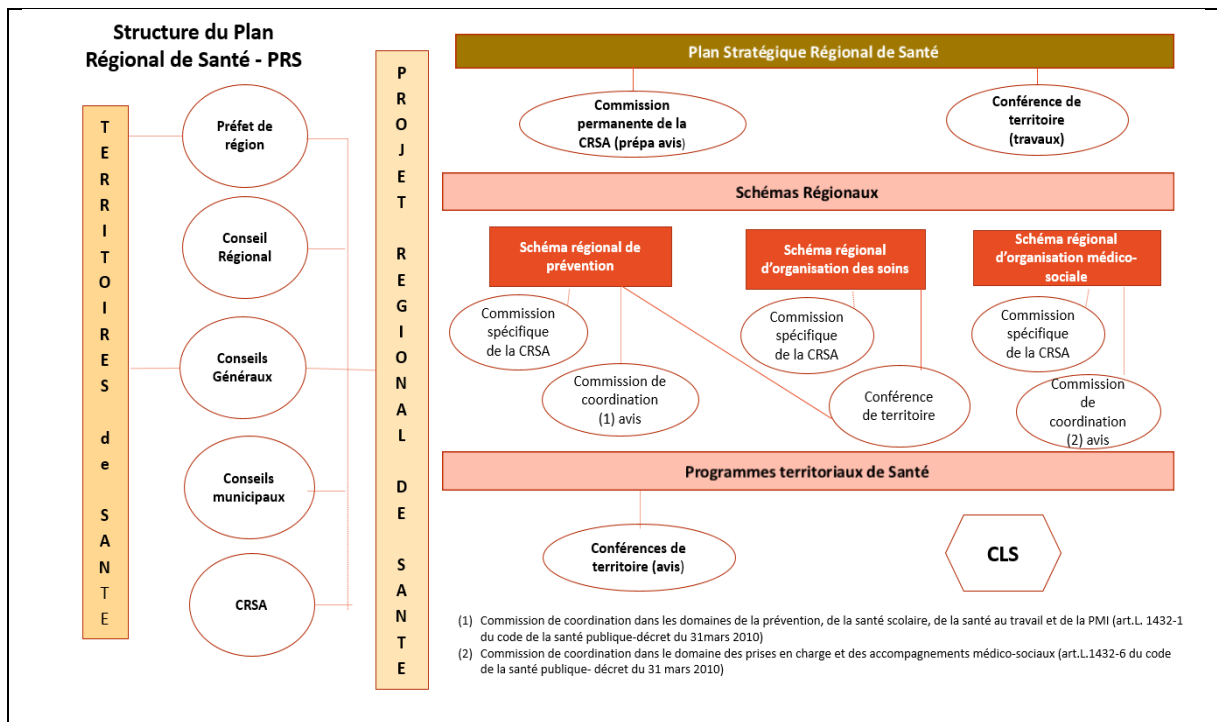 Structure du Plan
Régional de Santé - PRS
TERRITOIRES de SANTE
Préfet de
région
Conseil
Régional
Conseils
Généraux
Conseils
municipaux
CRSA
PROJET REGIONAL DE SANTE
Plan Stratégique Régional de Santé
Commission
permanente de la
CRSA (prépa avis)
Conférence de
territoire
(travaux)
Schémas Régionaux
Schéma régional de
prévention
Schéma régional
d’organisation des soins
Schéma régional
d’organisation médico-
sociale
Commission
spécifique
de la CRSA
Commission de
coordination
(1) avis
Commission
spécifique
de la CRSA
Conférence
de territoire
Commission
spécifique
de la CRSA
Commission
de
coordination
(2) avis
Programmes territoriaux de Santé
Conférences de
territoire (avis)
CLS
(1) Commission de coordination dans les domaines de la prévention, de la santé scolaire, de la santé au travail et de la PMI (art.L. 1432-1
du code de la santé publique-décret du 31mars 2010)
(2) Commission de coordination dans le domaine des prises en charge et des accompagnements médico-sociaux (art.L.1432-6 du code
de la santé publique- décret du 31 mars 2010)